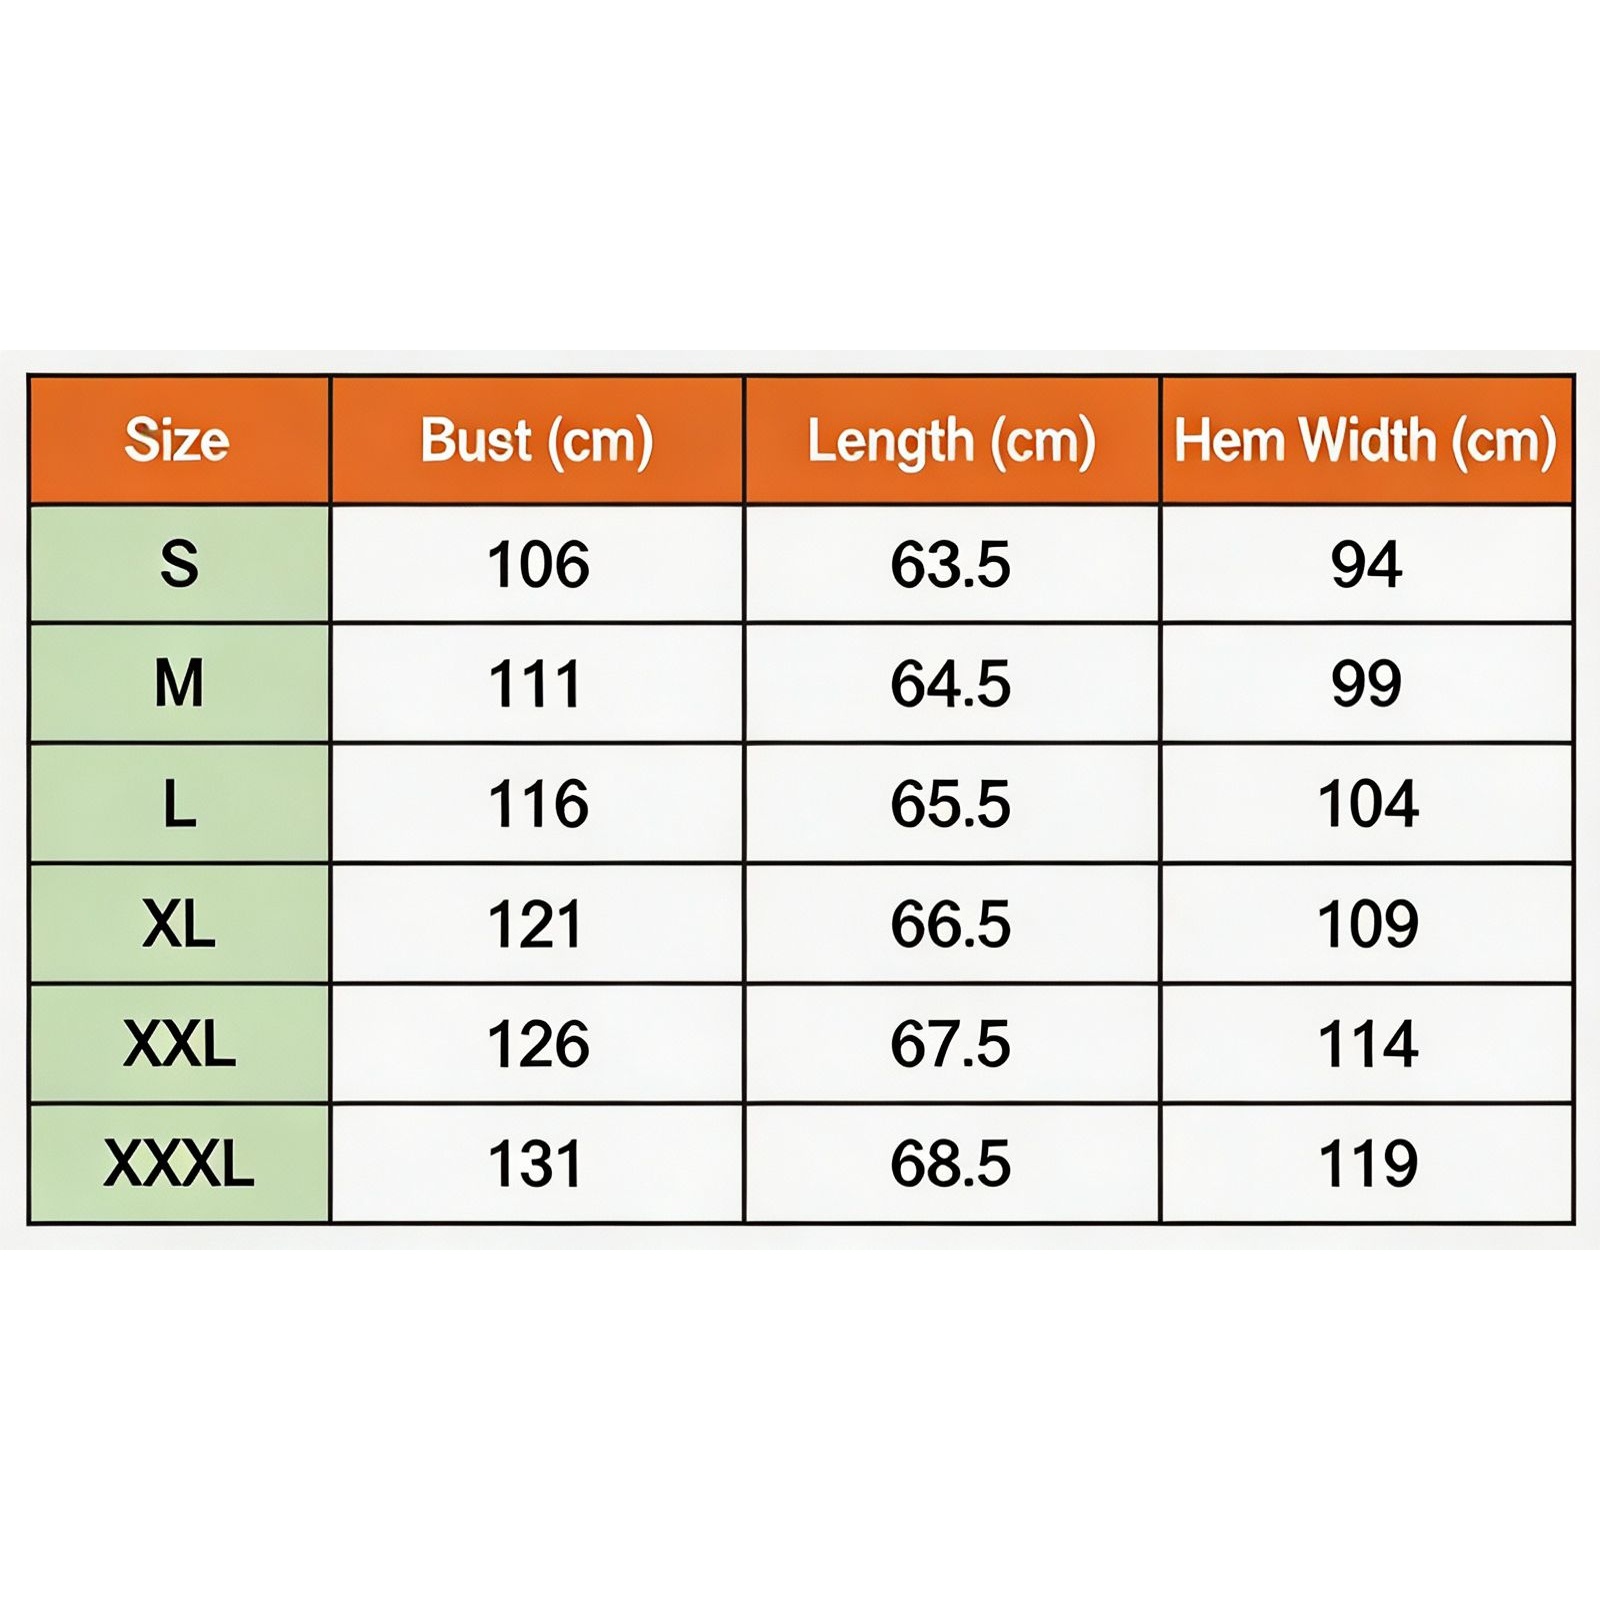 Size Bust (cm) Length (cm) Hem Width (cm)
S 106 63.5 94
M 111 64.5 99
L 116 65.5 104
XL 121 66.5 109
XXL 126 67.5 114
XXXL 131 68.5 119